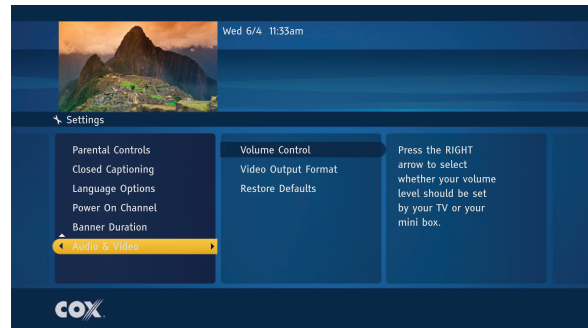 Wed 6/4 11:33am
Settings
Parental Controls
Closed Captioning
Language Options
Power On Channel
Banner Duration
Audio & Video
Volume Control
Video Output Format
Restore Defaults
Press the RIGHT
arrow to select
whether your volume
level should be set
by your TV or your
mini box.
COX